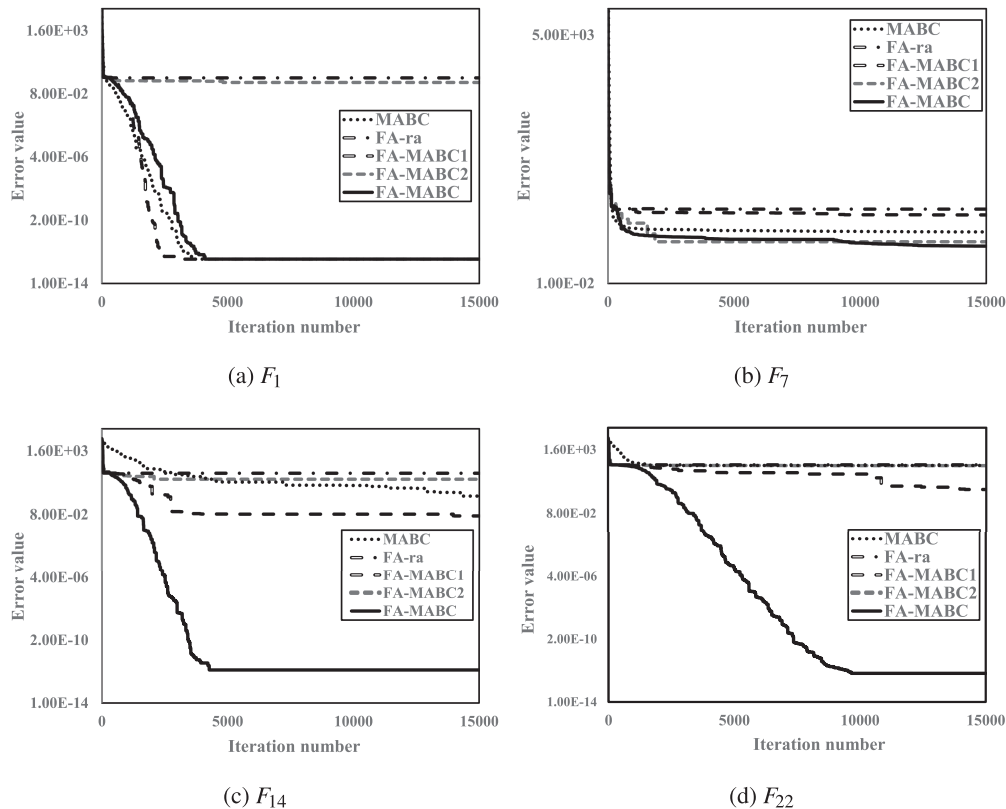 1.60E+03
8.00E-02
4.00E-06
2.00E-10
1.00E-14
Error value
0
5000
10000
15000
Iteration number
MABC
FA-ra
FA-MABC1
FA-MABC2
FA-MABC
(a) F1
5.00E+03
1.00E-02
Error value
0
5000
10000
15000
Iteration number
MABC
FA-ra
FA-MABC1
FA-MABC2
FA-MABC
(b) F7
1.60E+03
8.00E-02
4.00E-06
2.00E-10
1.00E-14
Error value
0
5000
10000
15000
Iteration number
MABC
FA-ra
FA-MABC1
FA-MABC2
FA-MABC
(c) F14
1.60E+03
8.00E-02
4.00E-06
2.00E-10
1.00E-14
Error value
0
5000
10000
15000
Iteration number
MABC
FA-ra
FA-MABC1
FA-MABC2
FA-MABC
(d) F22